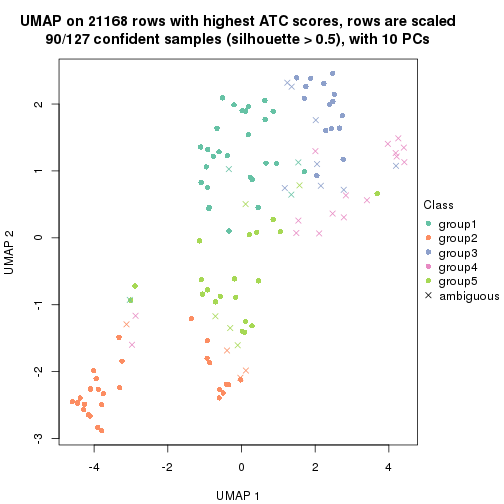 UMAP on 21168 rows with highest ATC scores, rows are scaled
90/127 confident samples (silhouette > 0.5), with 10 PCs
2
1
0
-1
-2
-3
UMAP 2
-4
-2
0
2
4
UMAP 1
Class
group1
group2
group3
group4
group5
ambiguous